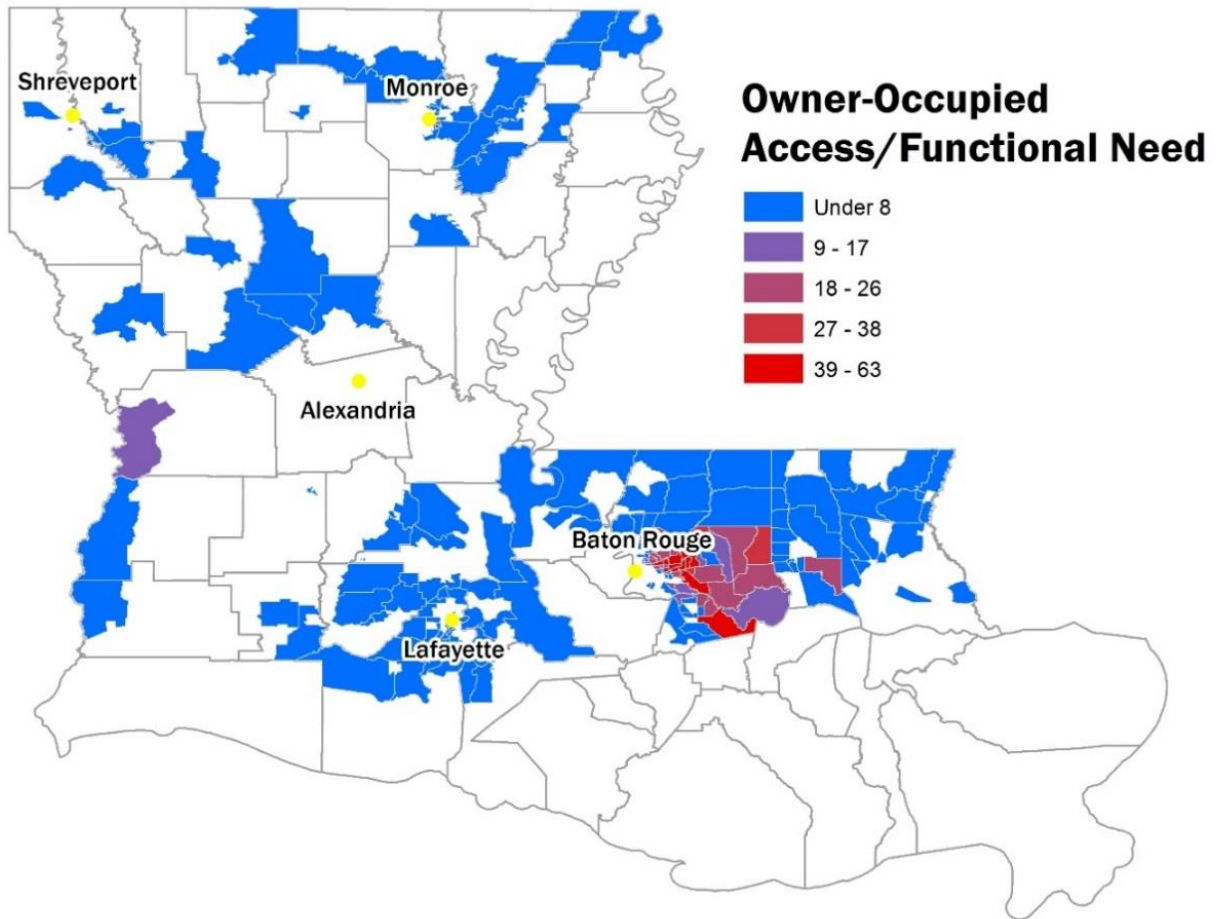 Shreveport
Monroe
Owner-Occupied
Access/Functional Need
Under 8
9 - 17
18 - 26
27 - 38
39 - 63
Alexandria
Baton Rouge
Lafayette